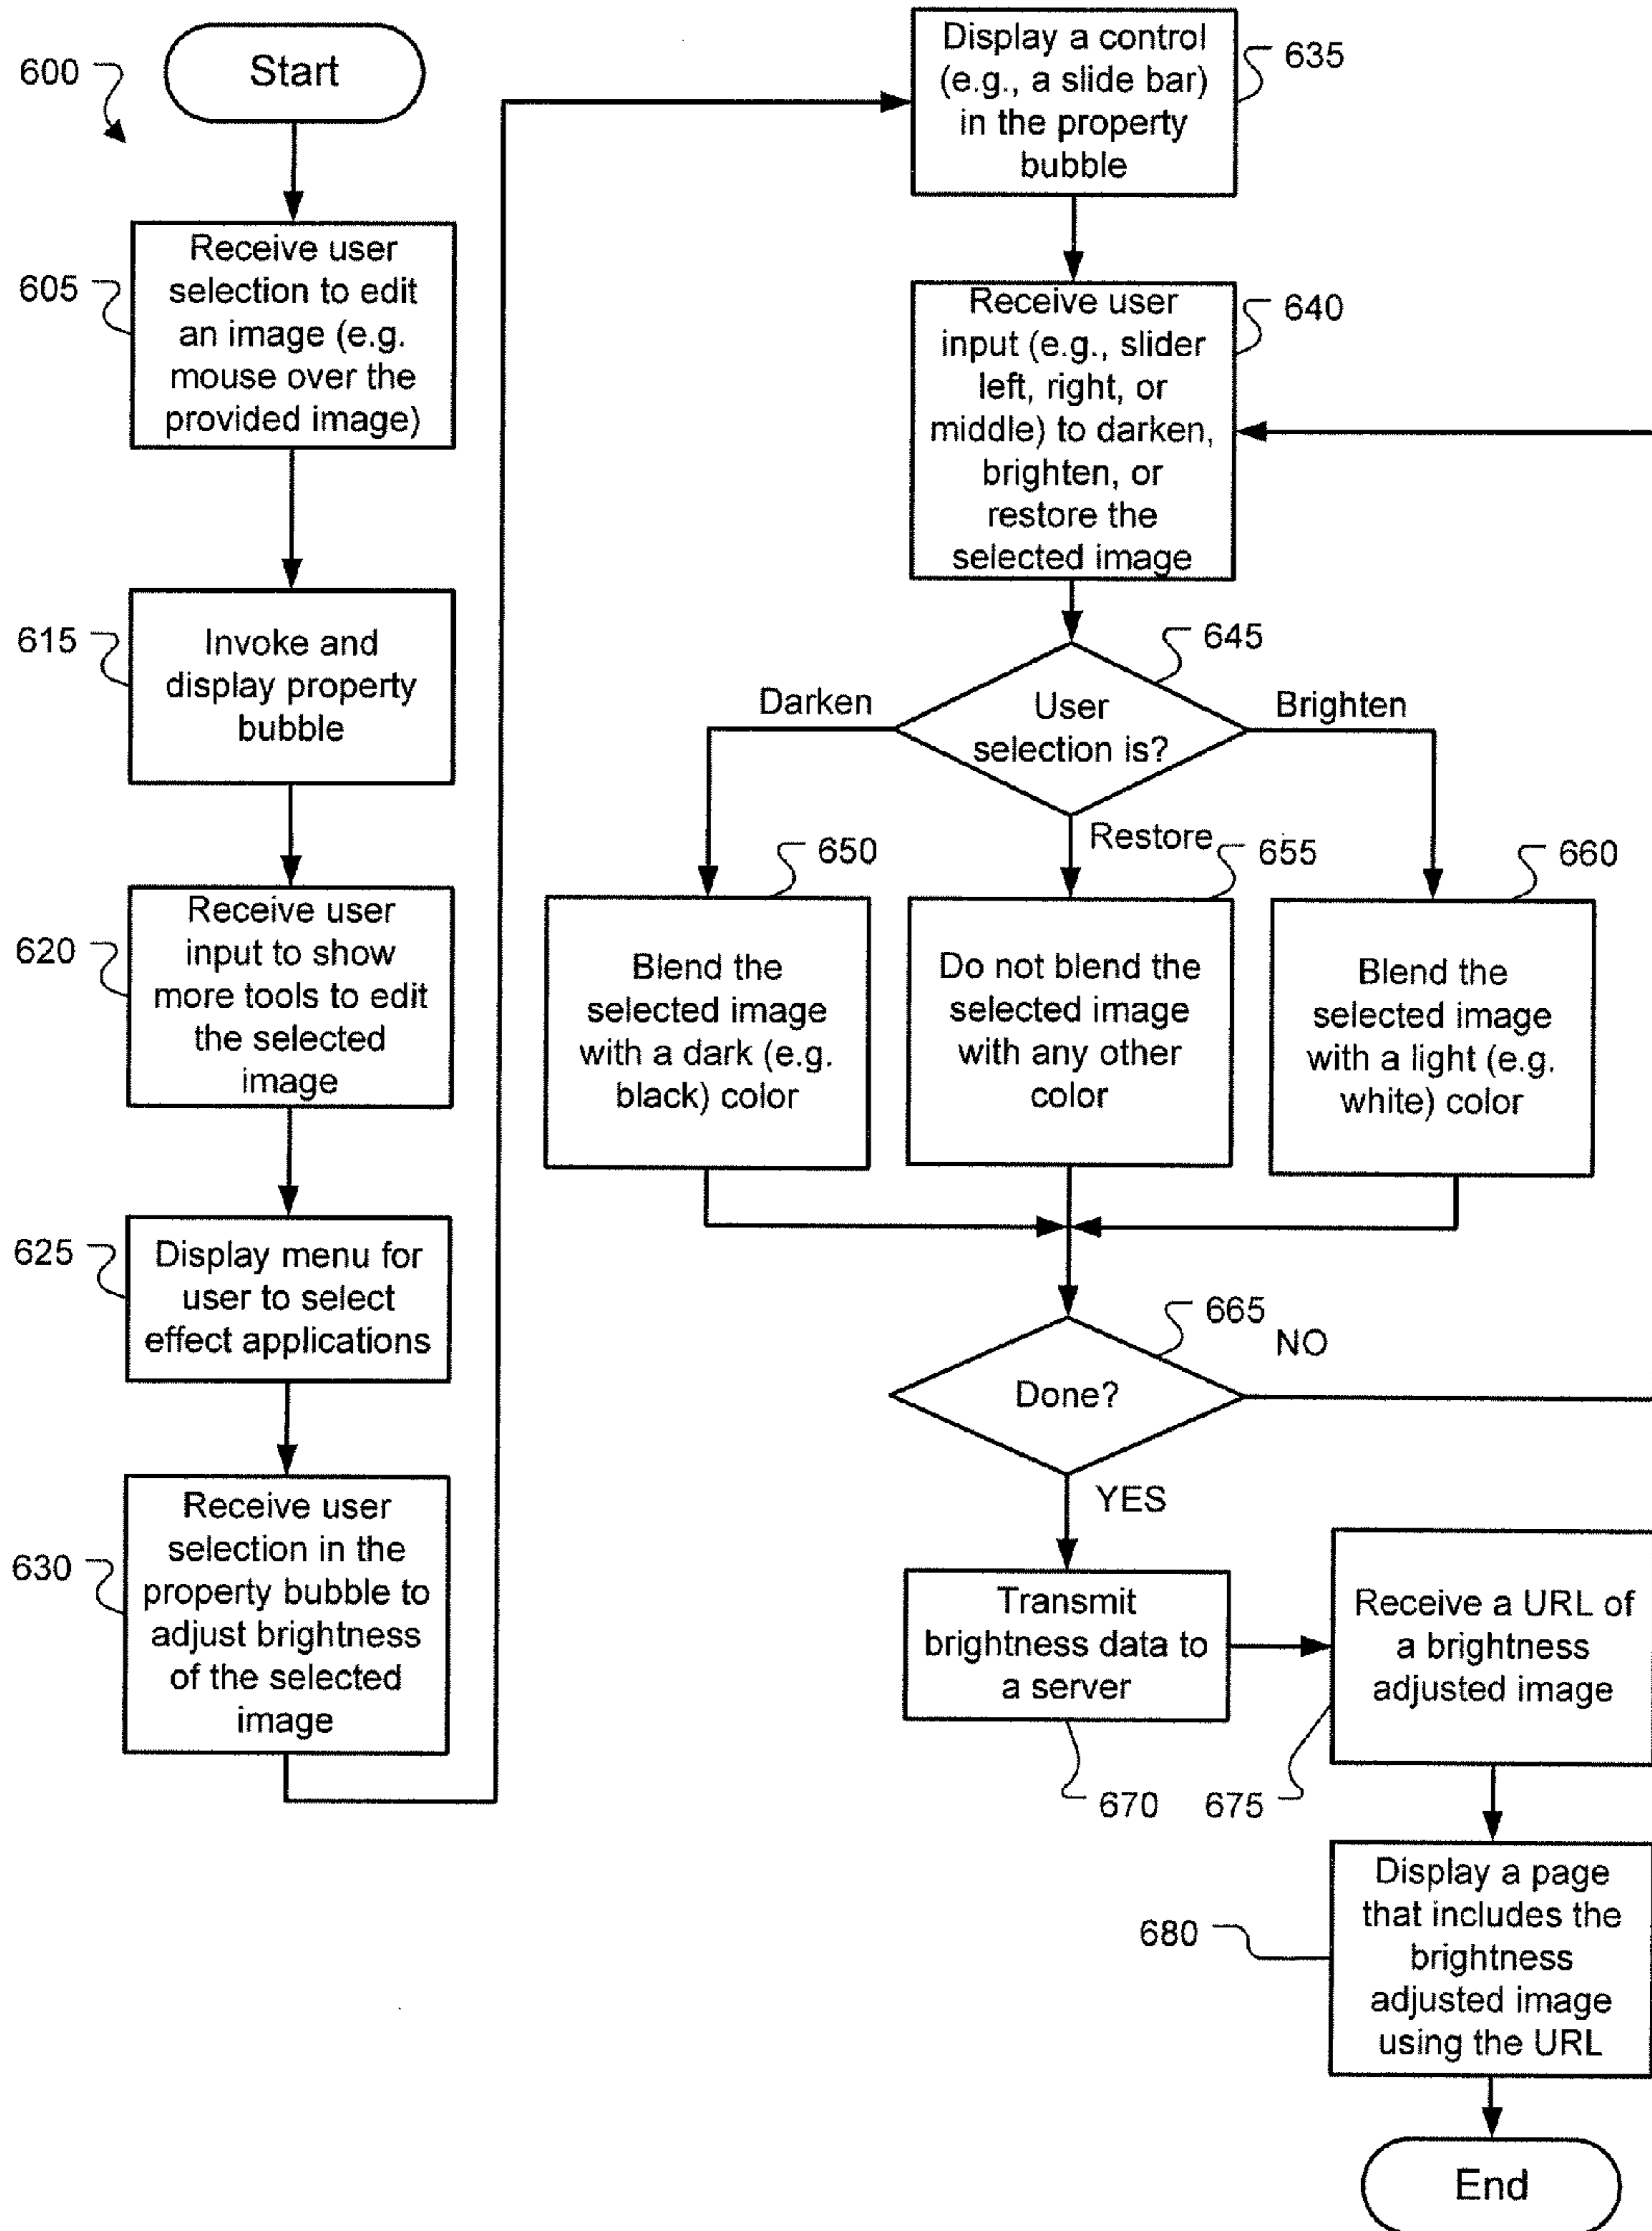 600
Start
605
Receive user
selection to edit
an image (e.g.
mouse over the
provided image)
615
Invoke and
display property
bubble
620
Receive user
input to show
more tools to edit
the selected
image
625
Display menu for
user to select
effect applications
630
Receive user
selection in the
property bubble to
adjust brightness
of the selected
image
Display a control
(e.g., a slide bar)
in the property
bubble
635
Receive user
input (e.g., slider
left, right, or
middle) to darken,
brighten, or
restore the
selected image
640
645
User
selection is?
Darken
Brighten
Restore
650
Blend the
selected image
with a dark (e.g.
black) color
655
Do not blend the
selected image
with any other
color
660
Blend the
selected image
with a light (e.g.
white) color
665
Done?
NO
YES
Transmit
brightness data to
a server
670
Receive a URL of
a brightness
adjusted image
675
Display a page
that includes the
brightness
adjusted image
using the URL
680
End